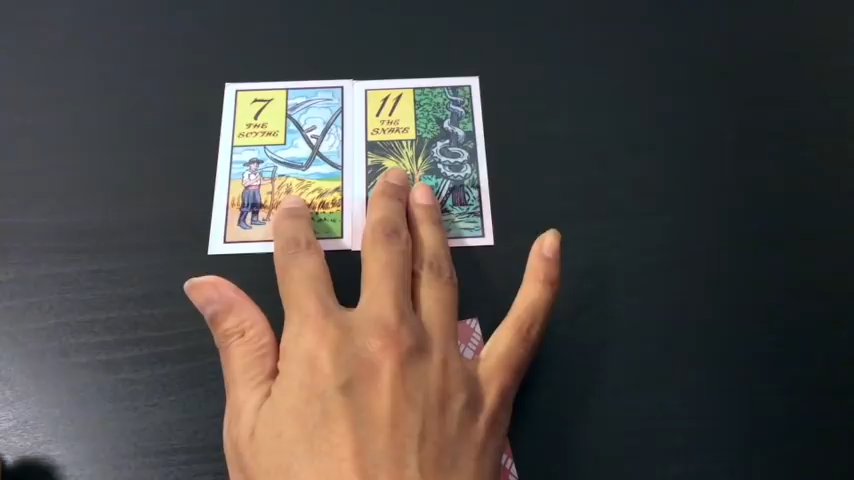 7
THE
SCYTHE
11
THE
SNAKE